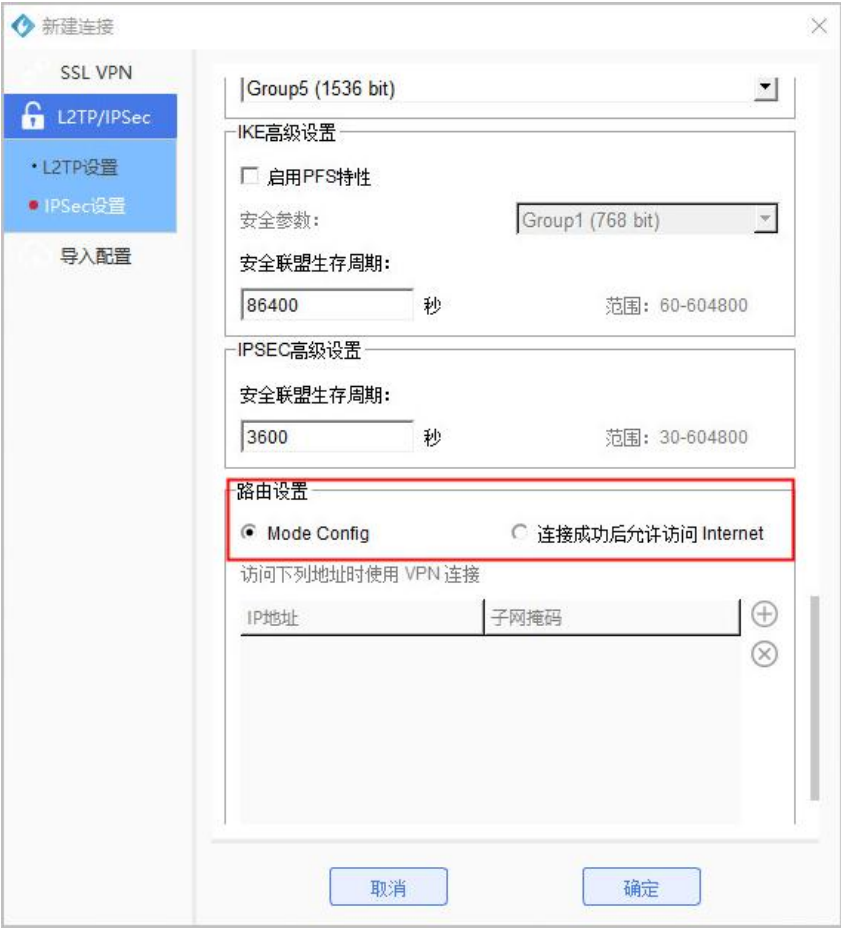 新建连接
SSL VPN
L2TP/IPSec
L2TP设置
IPSec设置
导入配置
Group5 (1536 bit)
IKE高级设置
启用PFS特性
安全参数: Group1 (768 bit)
安全联盟生存周期:
86400 秒 范围: 60-604800
IPSEC高级设置
安全联盟生存周期:
3600 秒 范围: 30-604800
路由设置
Mode Config 连接成功后允许访问 Internet
访问下列地址时使用 VPN 连接
IP地址 子网掩码
取消 确定